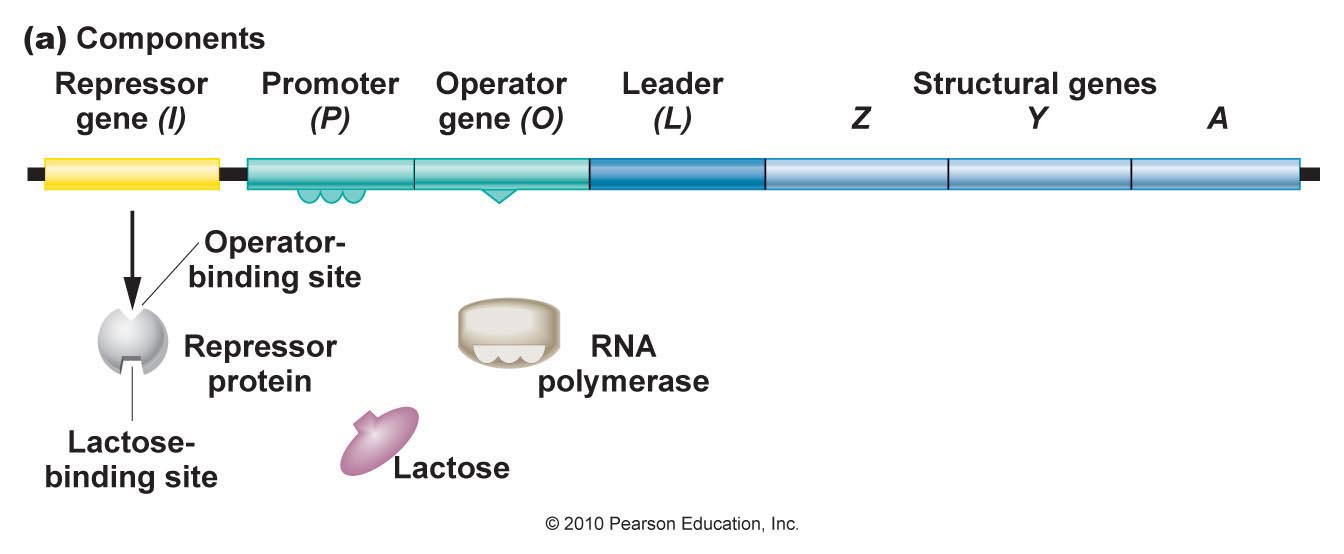 (a) Components
Repressor
gene (I)
Promoter
(P)
Operator
gene (O)
Leader
(L)
Structural genes
Z Y A
Operator-
binding site
Repressor
protein
Lactose-
binding site
RNA
polymerase
Lactose
© 2010 Pearson Education, Inc.